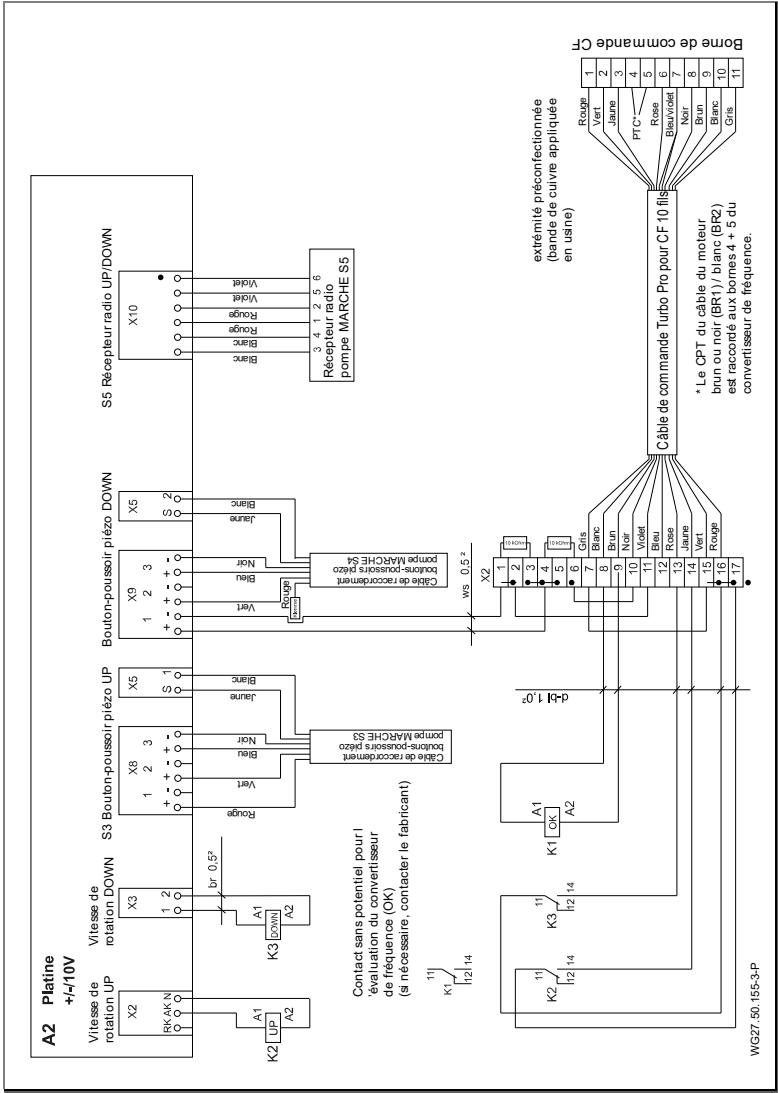 A2 Platine
+/-/10V
Vitesse de
rotation UP
X2
RK AK N
Vitesse de
rotation DOWN
X3
1 2
S3 Bouton-poussoir piézo UP
X8
1 2 3
+ - + - + -
X5
S 1
Bouton-poussoir piézo DOWN
X9
1 2 3
+ - + - + -
X5
S 2
S5 Récepteur radio UP/DOWN
X10
br 0,5²
A1
UP
A2
K2
A1
DOWN
A2
K3
Rouge
Vert
Bleu
Noir
Jaune
Blanc
Câble de raccordement
boutons-poussoirs piézo
pompe MARCHE S3
Vert
Rouge
Bleu
Noir
Jaune
Blanc
Câble de raccordement
boutons-poussoirs piézo
pompe MARCHE S4
Blanc
Blanc
Rouge
Rouge
Violet
Violet
3 4 1 2 5 6
Récepteur radio
pompe MARCHE S5
Contact sans potentiel pour l
'évaluation du convertisseur
de fréquence (OK)
(si nécessaire, contacter le fabricant)
11
12
14
K1
ws 0,5²
X2
10 kOhm
10 kOhm
1
2
3
4
5
6
7
8
9
10
11
12
13
14
15
16
17
Gris
Blanc
Brun
Noir
Violet
Bleu
Rose
Jaune
Vert
Rouge
Câble de commande Turbo Pro pour CF 10 fils
extrémité préconfectionnée
(bande de cuivre appliquée
en usine)
Rouge
Vert
Jaune
PTC*
Rose
Bleu/violet
Noir
Brun
Blanc
Gris
1
2
3
4
5
6
7
8
9
10
11
Borne de commande CF
* Le CPT du câble du moteur
brun ou noir (BR1) / blanc (BR2)
est raccordé aux bornes 4 + 5 du
convertisseur de fréquence.
d-bl 1,0²
A1
OK
A2
K1
11
12
14
K3
11
12
14
K2
WG27.50.155-3-P